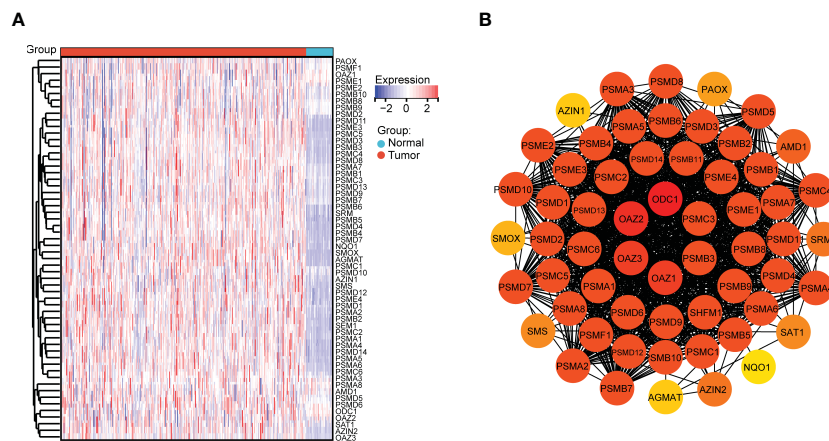 A
B
Group
PAOX
PSMF1
OAZ1
PSME1
PSME2
PSMB10
PSMB8
PSMB9
PSMD2
PSMD11
PSME3
PSMC5
PSMD3
PSMB3
PSMC4
PSMD8
PSMA7
PSMB1
PSMC3
PSMD13
PSMD9
PSMB7
PSMB6
SRM
PSMB5
PSMD4
PSMB4
PSMD7
NQO1
SMOX
AGMAT
PSMC1
PSMD10
AZIN1
SMS
PSMD12
PSME4
PSMD1
PSMA2
PSMB2
SEM1
PSMC2
PSMA1
PSMA4
PSMD14
PSMA5
PSMA6
PSMC6
PSMA3
PSMA8
AMD1
PSMD5
PSMD6
ODC1
OAZ2
SAT1
AZIN2
OAZ3
Expression
−2 0 2
Group:
Normal
Tumor
PSMD8
PSMA3
PAOX
AZIN1
PSMD5
PSMB6
PSMA5
PSMD3
PSME2
PSMB4
PSMB2
AMD1
PSMD14
PSMB11
PSME3
PSMB1
PSMC2
PSME4
PSMD10
PSMC4
ODC1
PSMD1
PSMA7
PSMD13
PSME1
OAZ2
PSMC3
SMOX
PSMD2
PSMD11
SRM
PSMC6
PSMB8
OAZ3
PSMB3
PSMC5
PSMD4
OAZ1
PSMD7
PSMA1
PSMB9
PSMA4
PSMA8
PSMD6
SHFM1
PSMA6
PSMD9
SMS
PSMF1
PSMB5
SAT1
PSMD12
SMB10
PSMC1
PSMA2
NQO1
PSMB7
AGMAT
AZIN2